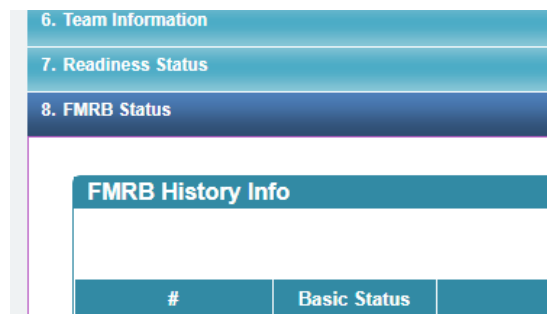 6. Team Information
7. Readiness Status
8. FMRB Status
FMRB History Info
# Basic Status